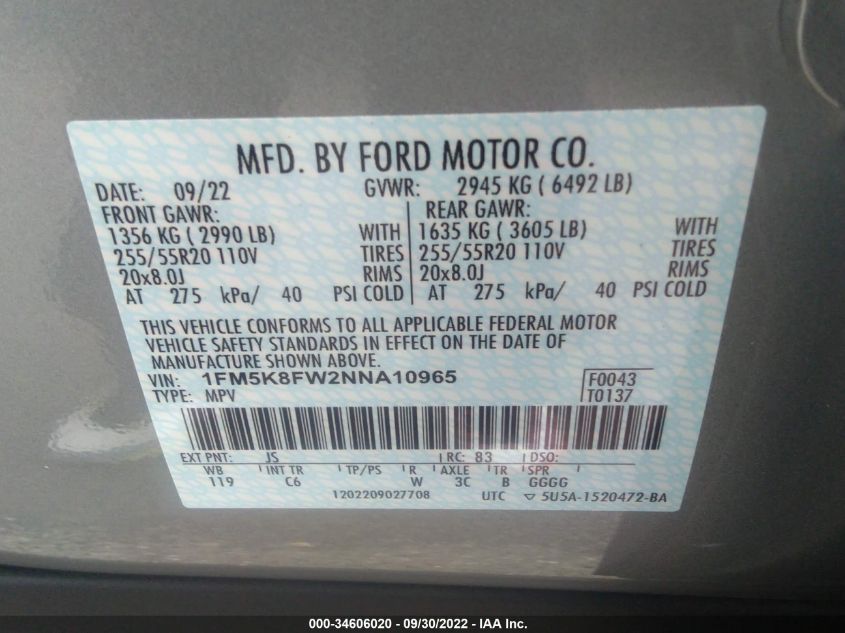 MFD. BY FORD MOTOR CO.
DATE: 09/22 GVWR: 2945 KG ( 6492 LB)
FRONT GAWR: REAR GAWR:
1356 KG ( 2990 LB) WITH 1635 KG ( 3605 LB) WITH
255/55R20 110V TIRES 255/55R20 110V TIRES
20x8.0J RIMS 20x8.0J RIMS
AT 275 kPa/ 40 PSI COLD AT 275 kPa/ 40 PSI COLD
THIS VEHICLE CONFORMS TO ALL APPLICABLE FEDERAL MOTOR
VEHICLE SAFETY STANDARDS IN EFFECT ON THE DATE OF
MANUFACTURE SHOWN ABOVE.
VIN: 1FM5K8FW2NNA10965 F0043
TYPE: MPV T0137
EXT PNT: JS RC: 83 DSO:
WB INT TR TP/PS R AXLE TR SPR
119 C6 W 3C B GGGG
1202209027708 UTC ▽ 5U5A-1520472-BA
000-34606020 - 09/30/2022 - IAA Inc.